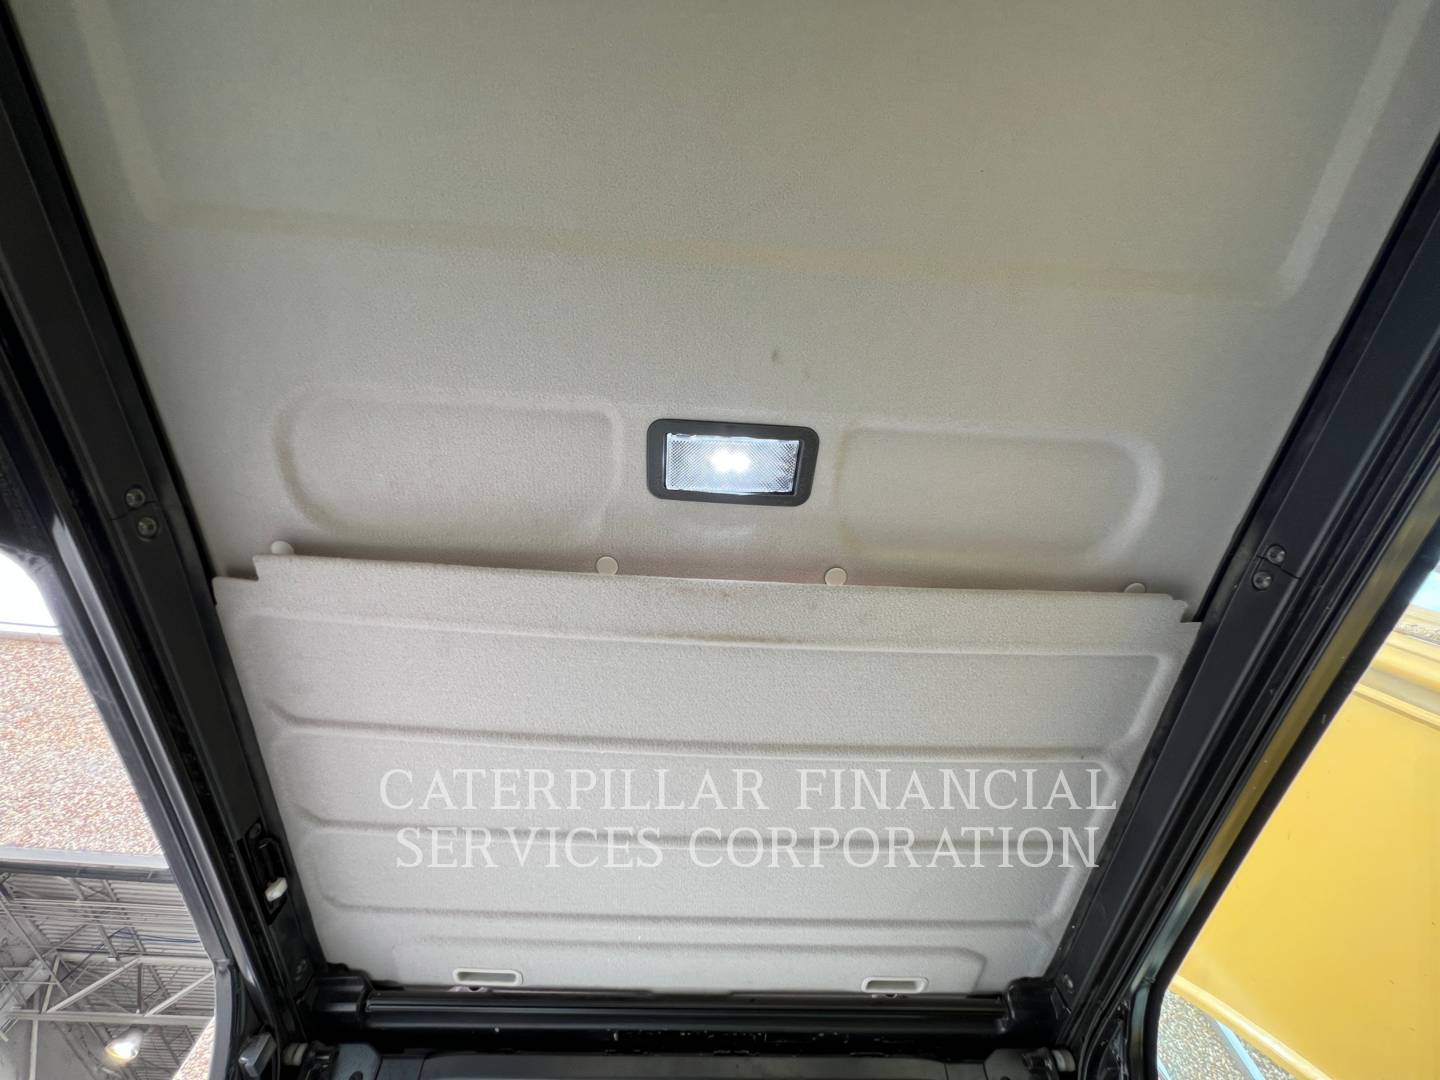 CATERPILLAR FINANCIAL
SERVICES CORPORATION